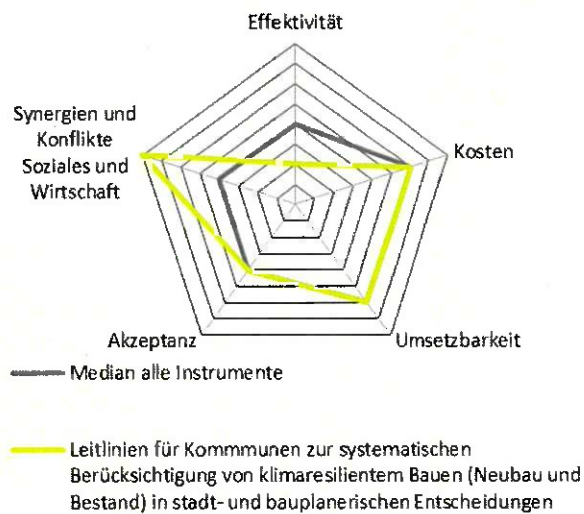 Effektivität
Synergien und
Konflikte
Soziales und
Wirtschaft
Kosten
Akzeptanz
Umsetzbarkeit
Median alle Instrumente
Leitlinien für Kommmunen zur systematischen
Berücksichtigung von klimaresilientem Bauen (Neubau und
Bestand) in stadt- und bauplanerischen Entscheidungen